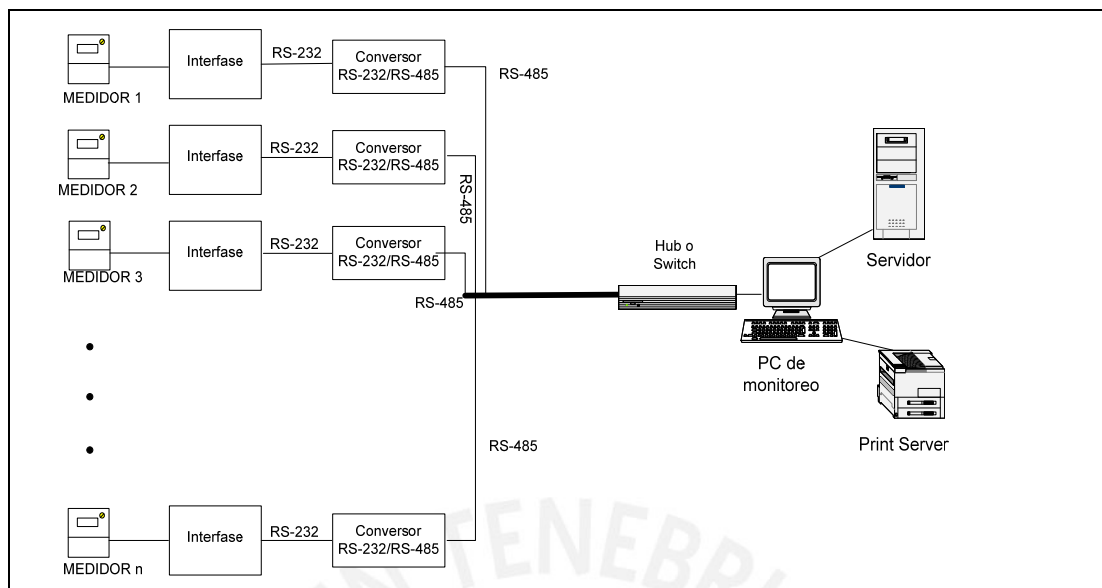 MEDIDOR 1
Interfase
RS-232
Conversor
RS-232/RS-485
RS-485
MEDIDOR 2
Interfase
RS-232
Conversor
RS-232/RS-485
RS-485
MEDIDOR 3
Interfase
RS-232
Conversor
RS-232/RS-485
RS-485
Hub o
Switch
Servidor
PC de
monitoreo
Print Server
RS-485
MEDIDOR n
Interfase
RS-232
Conversor
RS-232/RS-485
TENEBR